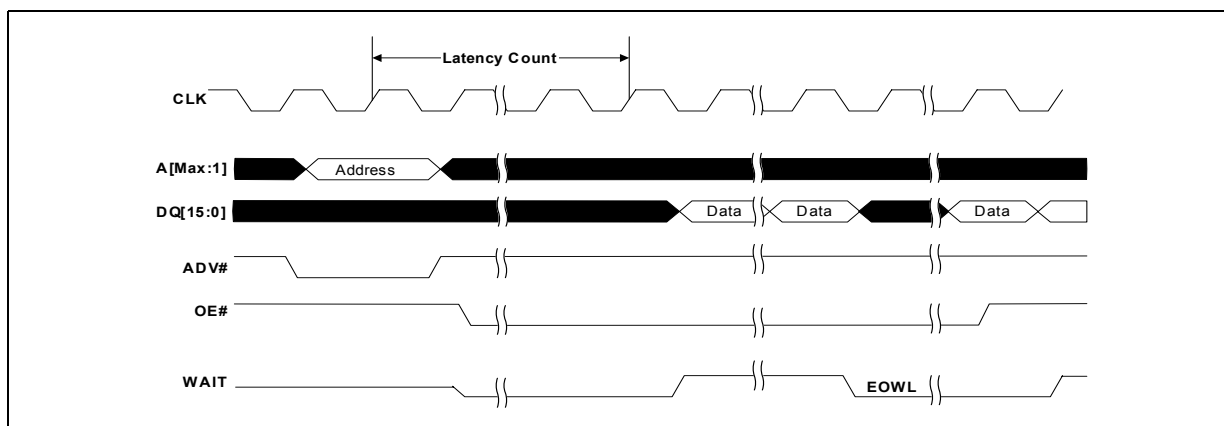 Latency Count
CLK
A[Max:1]
Address
DQ[15:0]
Data
Data
Data
ADV#
OE#
WAIT
EOWL